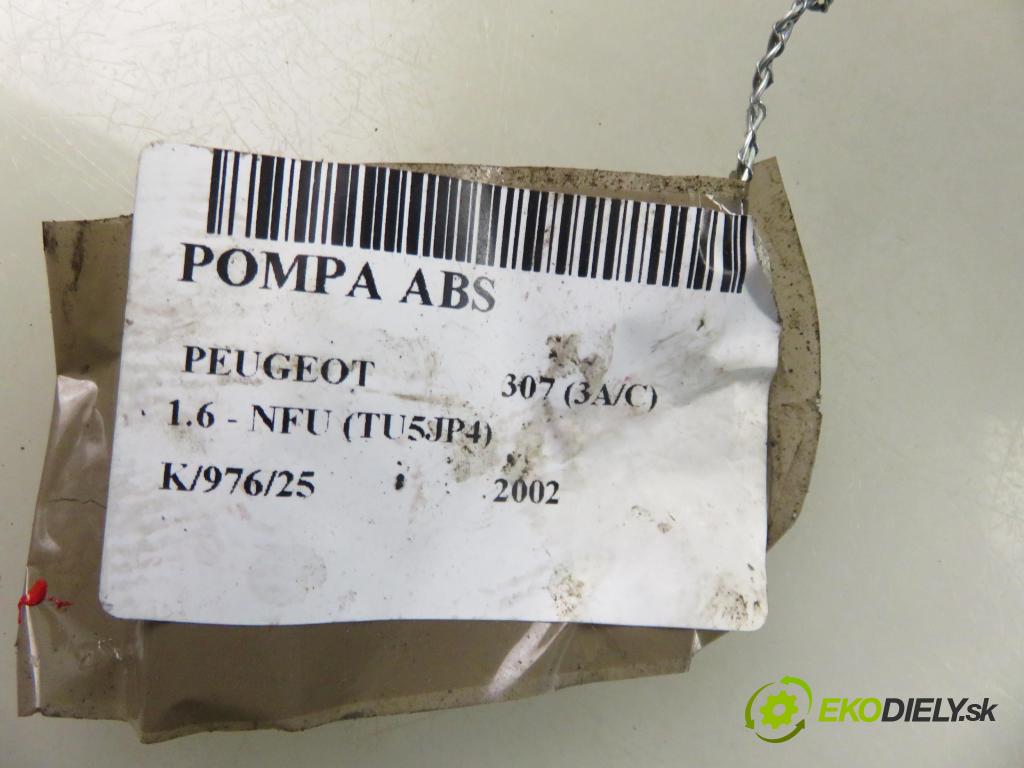 POMPA ABS
PEUGEOT 307 (3A/C)
1.6 - NFU (TU5JP4)
K/976/25 2002
EKODIELY.sk